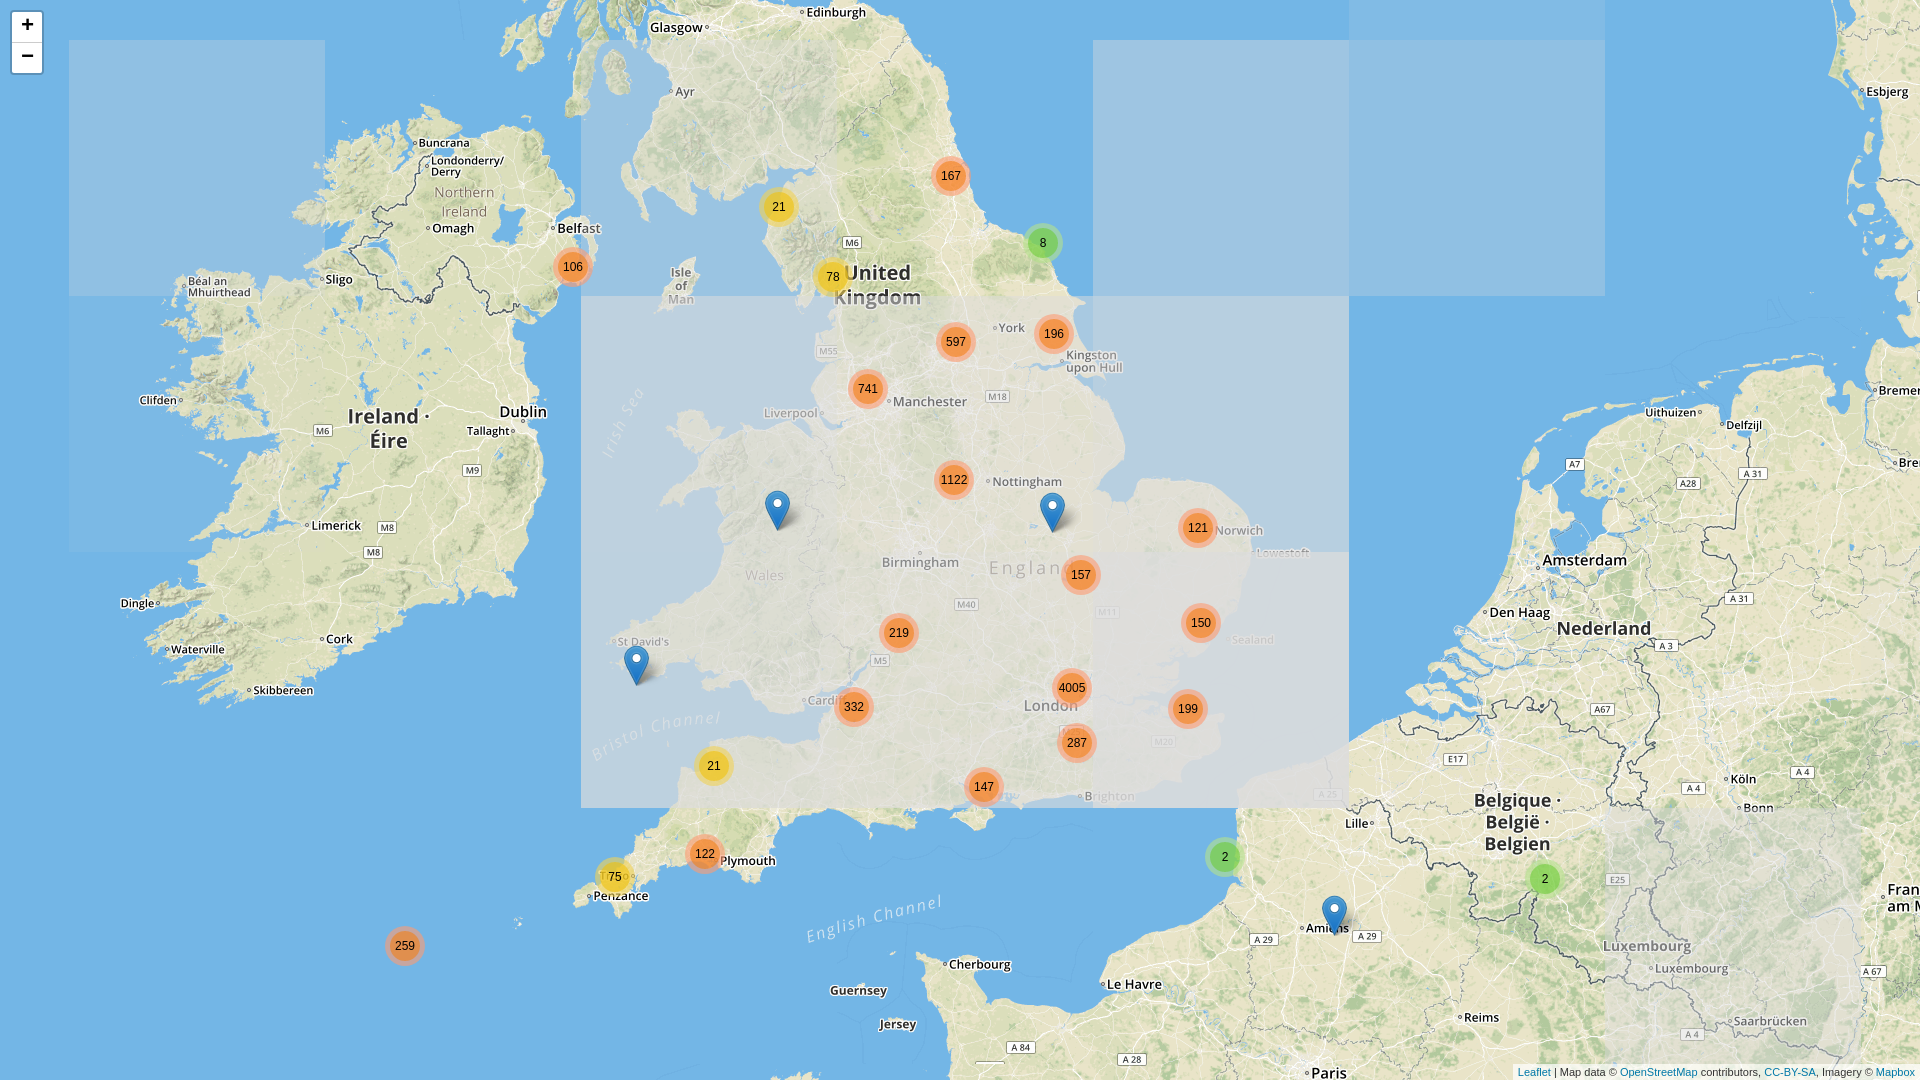 +
−
Glasgow
Edinburgh
Ayr
Esbjerg
Buncrana
Londonderry/
Derry
Northern
Ireland
Omagh
Belfast
167
21
8
M6
106
78
United
Kingdom
Isle
of
Man
Sligo
Béal an
Mhuirthead
York
196
597
Kingston
upon Hull
M55
741
Manchester
M18
Liverpool
Irish Sea
Clifden
Ireland ·
Éire
Dublin
Tallaght
M6
M9
Uithuizen
Delfzijl
Breme
Bre
A7
A 31
A28
1122
Nottingham
Limerick
M8
M8
121
Norwich
Lowestoft
Birmingham
England
157
Wales
Amsterdam
M40
M11
A 31
Dingle
Den Haag
Nederland
150
219
Sealand
Cork
St David's
Waterville
M5
A 3
Skibbereen
4005
London
Cardiff
332
199
A67
Bristol Channel
287
M20
E17
21
147
Brighton
A 25
Köln
A 4
A 4
Bonn
Belgique ·
België ·
Belgien
Lille
122
Plymouth
2
75
Penzance
2
E25
Fran
am M
English Channel
Amiens
A 29
A 29
259
Luxembourg
Luxembourg
A 67
Cherbourg
Le Havre
Guernsey
Jersey
Reims
Saarbrücken
A 4
A 84
A 28
Paris
Leaflet | Map data © OpenStreetMap contributors, CC-BY-SA, Imagery © Mapbox